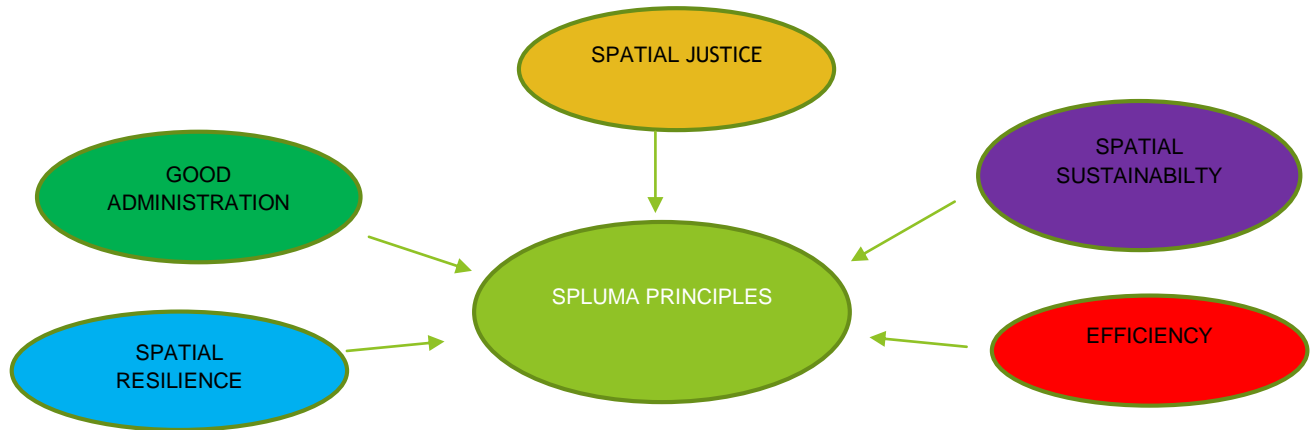 SPATIAL JUSTICE
SPATIAL
SUSTAINABILTY
GOOD
ADMINISTRATION
SPLUMA PRINCIPLES
EFFICIENCY
SPATIAL
RESILIENCE